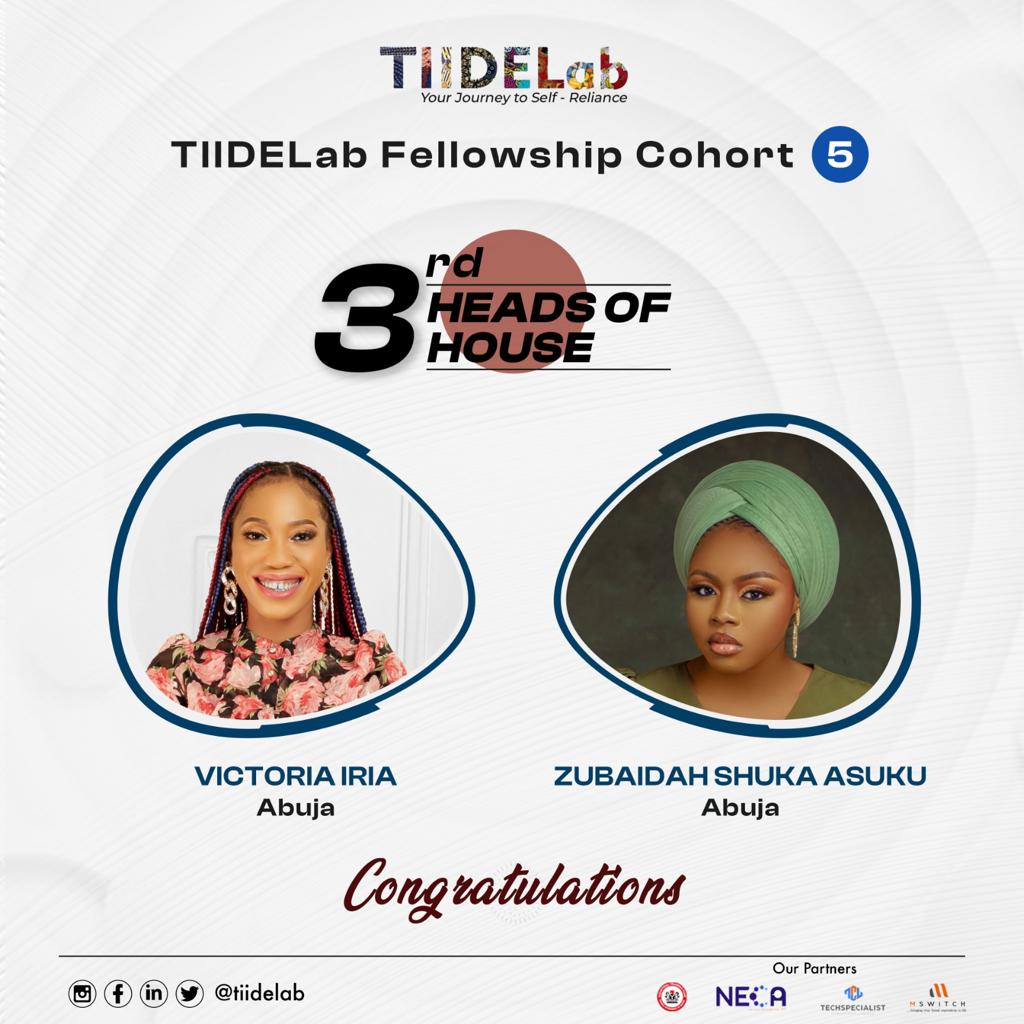 TIIDELab
Your Journey to Self - Reliance
TIIDELab Fellowship Cohort 5
3rd
HEADS OF
HOUSE
VICTORIA IRIA
Abuja
ZUBAIDAH SHUKA ASUKU
Abuja
Congratulations
@tiidelab
Our Partners
NECA
TCL
TECHSPECIALIST
MSWITCH